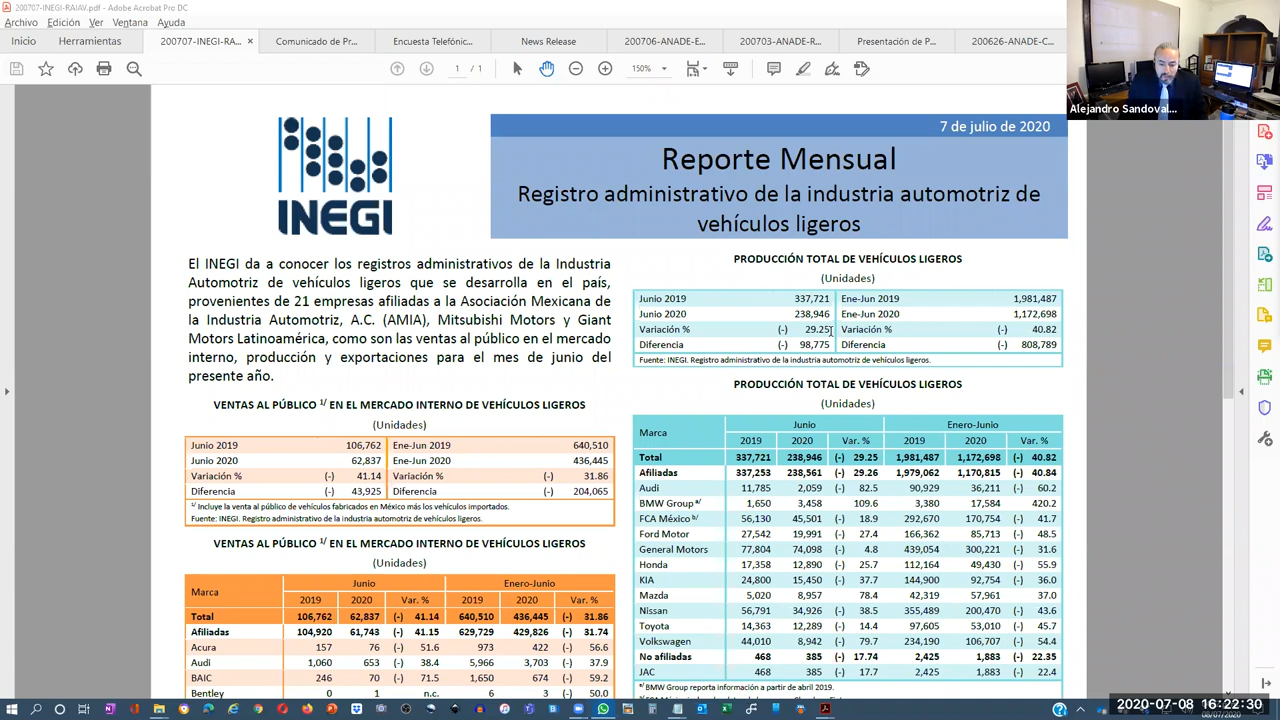 200707-INEGI-RAIAV.pdf - Adobe Acrobat Pro DC
Archivo Edición Ver Ventana Ayuda
Inicio Herramientas 200707-INEGI-RA... × Comunicado de Pr... Encuesta Telefónic... News Release 200706-ANADE-E... 200703-ANADE-R... Presentación de P... 200626-ANADE-C...
1 / 1 150%
Alejandro Sandoval...
7 de julio de 2020
INEGI
Reporte Mensual
Registro administrativo de la industria automotriz de
vehículos ligeros
El INEGI da a conocer los registros administrativos de la Industria
Automotriz de vehículos ligeros que se desarrolla en el país,
provenientes de 21 empresas afiliadas a la Asociación Mexicana de
la Industria Automotriz, A.C. (AMIA), Mitsubishi Motors y Giant
Motors Latinoamérica, como son las ventas al público en el mercado
interno, producción y exportaciones para el mes de junio del
presente año.
VENTAS AL PÚBLICO 1/ EN EL MERCADO INTERNO DE VEHÍCULOS LIGEROS
(Unidades)
Junio 2019 106,762 Ene-Jun 2019 640,510
Junio 2020 62,837 Ene-Jun 2020 436,445
Variación % (-) 41.14 Variación % (-) 31.86
Diferencia (-) 43,925 Diferencia (-) 204,065
1/ Incluye la venta al público de vehículos fabricados en México más los vehículos importados.
Fuente: INEGI. Registro administrativo de la industria automotriz de vehículos ligeros.
VENTAS AL PÚBLICO 1/ EN EL MERCADO INTERNO DE VEHÍCULOS LIGEROS
(Unidades)
Marca Junio Enero-Junio
2019 2020 Var. % 2019 2020 Var. %
Total 106,762 62,837 (-) 41.14 640,510 436,445 (-) 31.86
Afiliadas 104,920 61,743 (-) 41.15 629,729 429,826 (-) 31.74
Acura 157 76 (-) 51.6 973 422 (-) 56.6
Audi 1,060 653 (-) 38.4 5,966 3,703 (-) 37.9
BAIC 246 70 (-) 71.5 1,650 674 (-) 59.2
Bentley 0 1 n.c. 6 3 (-) 50.0
PRODUCCIÓN TOTAL DE VEHÍCULOS LIGEROS
(Unidades)
Junio 2019 337,721 Ene-Jun 2019 1,981,487
Junio 2020 238,946 Ene-Jun 2020 1,172,698
Variación % (-) 29.25 Variación % (-) 40.82
Diferencia (-) 98,775 Diferencia (-) 808,789
Fuente: INEGI. Registro administrativo de la industria automotriz de vehículos ligeros.
PRODUCCIÓN TOTAL DE VEHÍCULOS LIGEROS
(Unidades)
Marca Junio Enero-Junio
2019 2020 Var. % 2019 2020 Var. %
Total 337,721 238,946 (-) 29.25 1,981,487 1,172,698 (-) 40.82
Afiliadas 337,253 238,561 (-) 29.26 1,979,062 1,170,815 (-) 40.84
Audi 11,785 2,059 (-) 82.5 90,929 36,211 (-) 60.2
BMW Group a/ 1,650 3,458 109.6 3,380 17,584 420.2
FCA México b/ 56,130 45,501 (-) 18.9 292,670 170,754 (-) 41.7
Ford Motor 27,542 19,991 (-) 27.4 166,362 85,713 (-) 48.5
General Motors 77,804 74,098 (-) 4.8 439,054 300,221 (-) 31.6
Honda 17,358 12,890 (-) 25.7 112,164 49,430 (-) 55.9
KIA 24,800 15,450 (-) 37.7 144,900 92,754 (-) 36.0
Mazda 5,020 8,957 78.4 42,319 57,961 37.0
Nissan 56,791 34,926 (-) 38.5 355,489 200,470 (-) 43.6
Toyota 14,363 12,289 (-) 14.4 97,605 53,010 (-) 45.7
Volkswagen 44,010 8,942 (-) 79.7 234,190 106,707 (-) 54.4
No afiliadas 468 385 (-) 17.74 2,425 1,883 (-) 22.35
JAC 468 385 (-) 17.7 2,425 1,883 (-) 22.4
a/ BMW Group reporta información a partir de abril 2019.
2020-07-08 16:22:30
08/07/2020